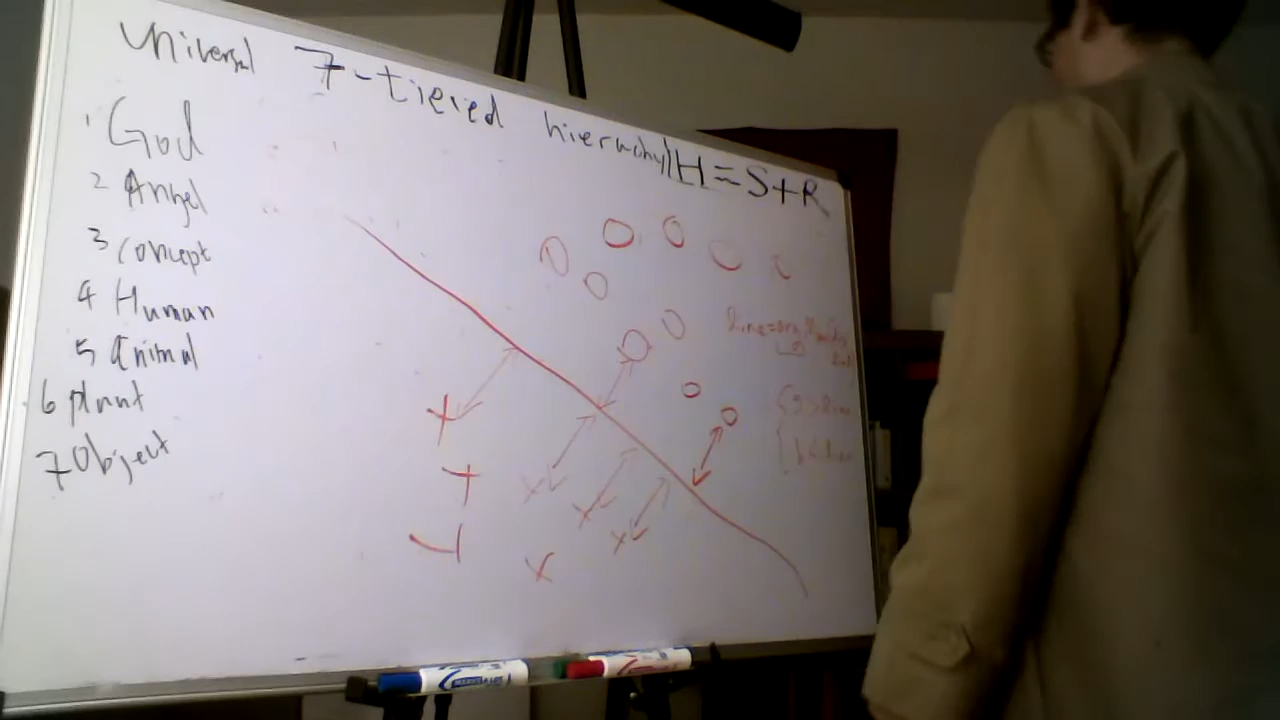 Universal 7-tiered hierarchy H=S+R
1 God
2 Angel
3 Concept
4 Human
5 Animal
6 plant
7 Object